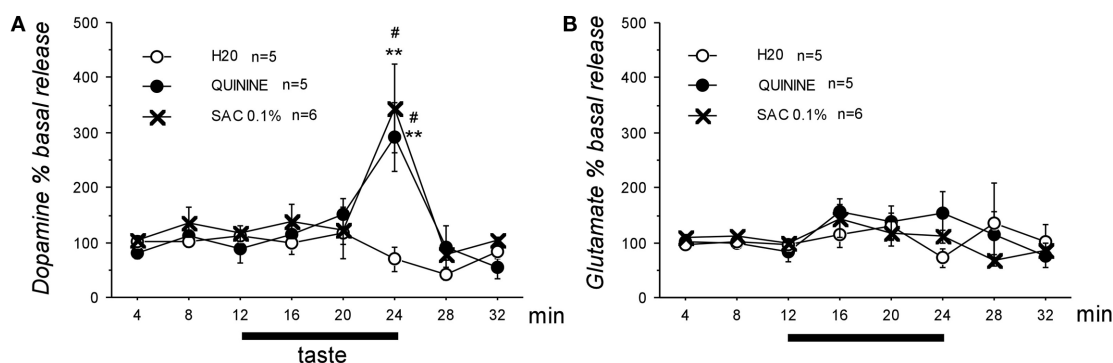 A
Dopamine % basal release
500
400
300
200
100
0
H20 n=5
QUININE n=5
SAC 0.1% n=6
#
**
#
**
4 8 12 16 20 24 28 32 min
taste
B
Glutamate % basal release
500
400
300
200
100
0
H20 n=5
QUININE n=5
SAC 0.1% n=6
4 8 12 16 20 24 28 32 min